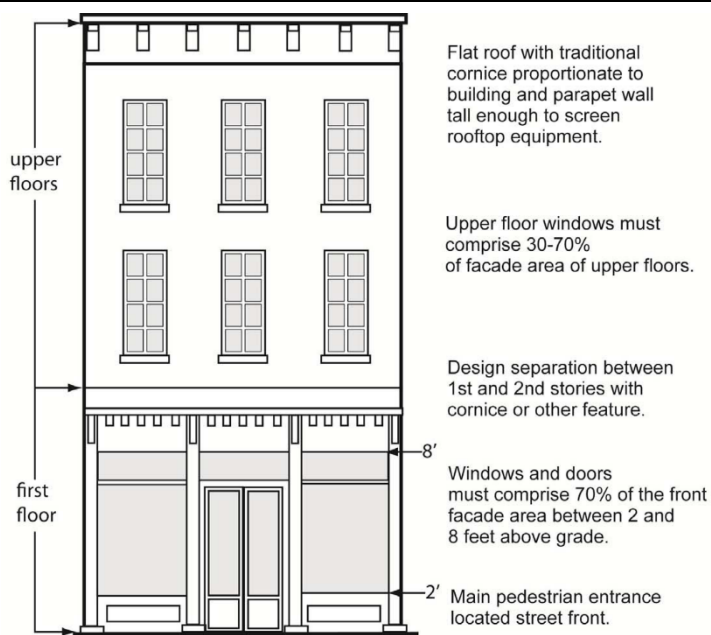 Flat roof with traditional
cornice proportionate to
building and parapet wall
tall enough to screen
rooftop equipment.
upper
floors
Upper floor windows must
comprise 30-70%
of facade area of upper floors.
Design separation between
1st and 2nd stories with
cornice or other feature.
8’
first
floor
Windows and doors
must comprise 70% of the front
facade area between 2 and
8 feet above grade.
2’
Main pedestrian entrance
located street front.